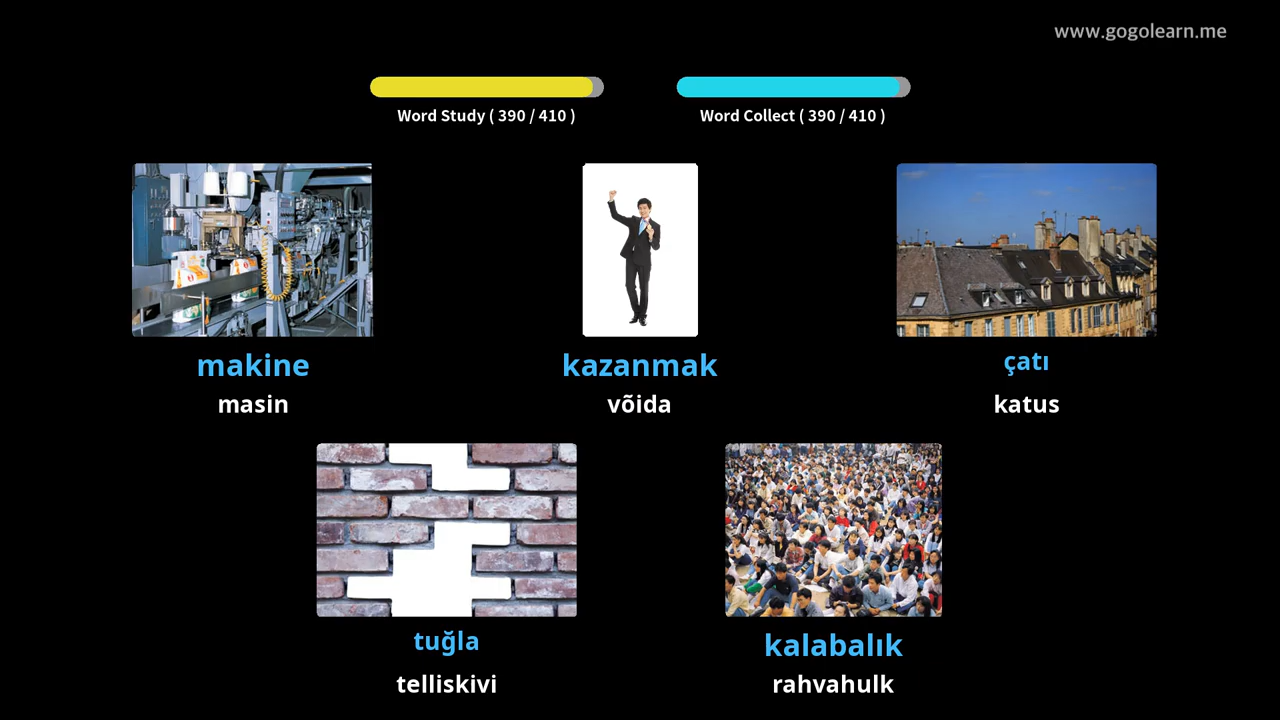 www.gogolearn.me
Word Study ( 390 / 410 )
Word Collect ( 390 / 410 )
makine
masin
kazanmak
võida
çatı
katus
tuğla
telliskivi
kalabalık
rahvahulk